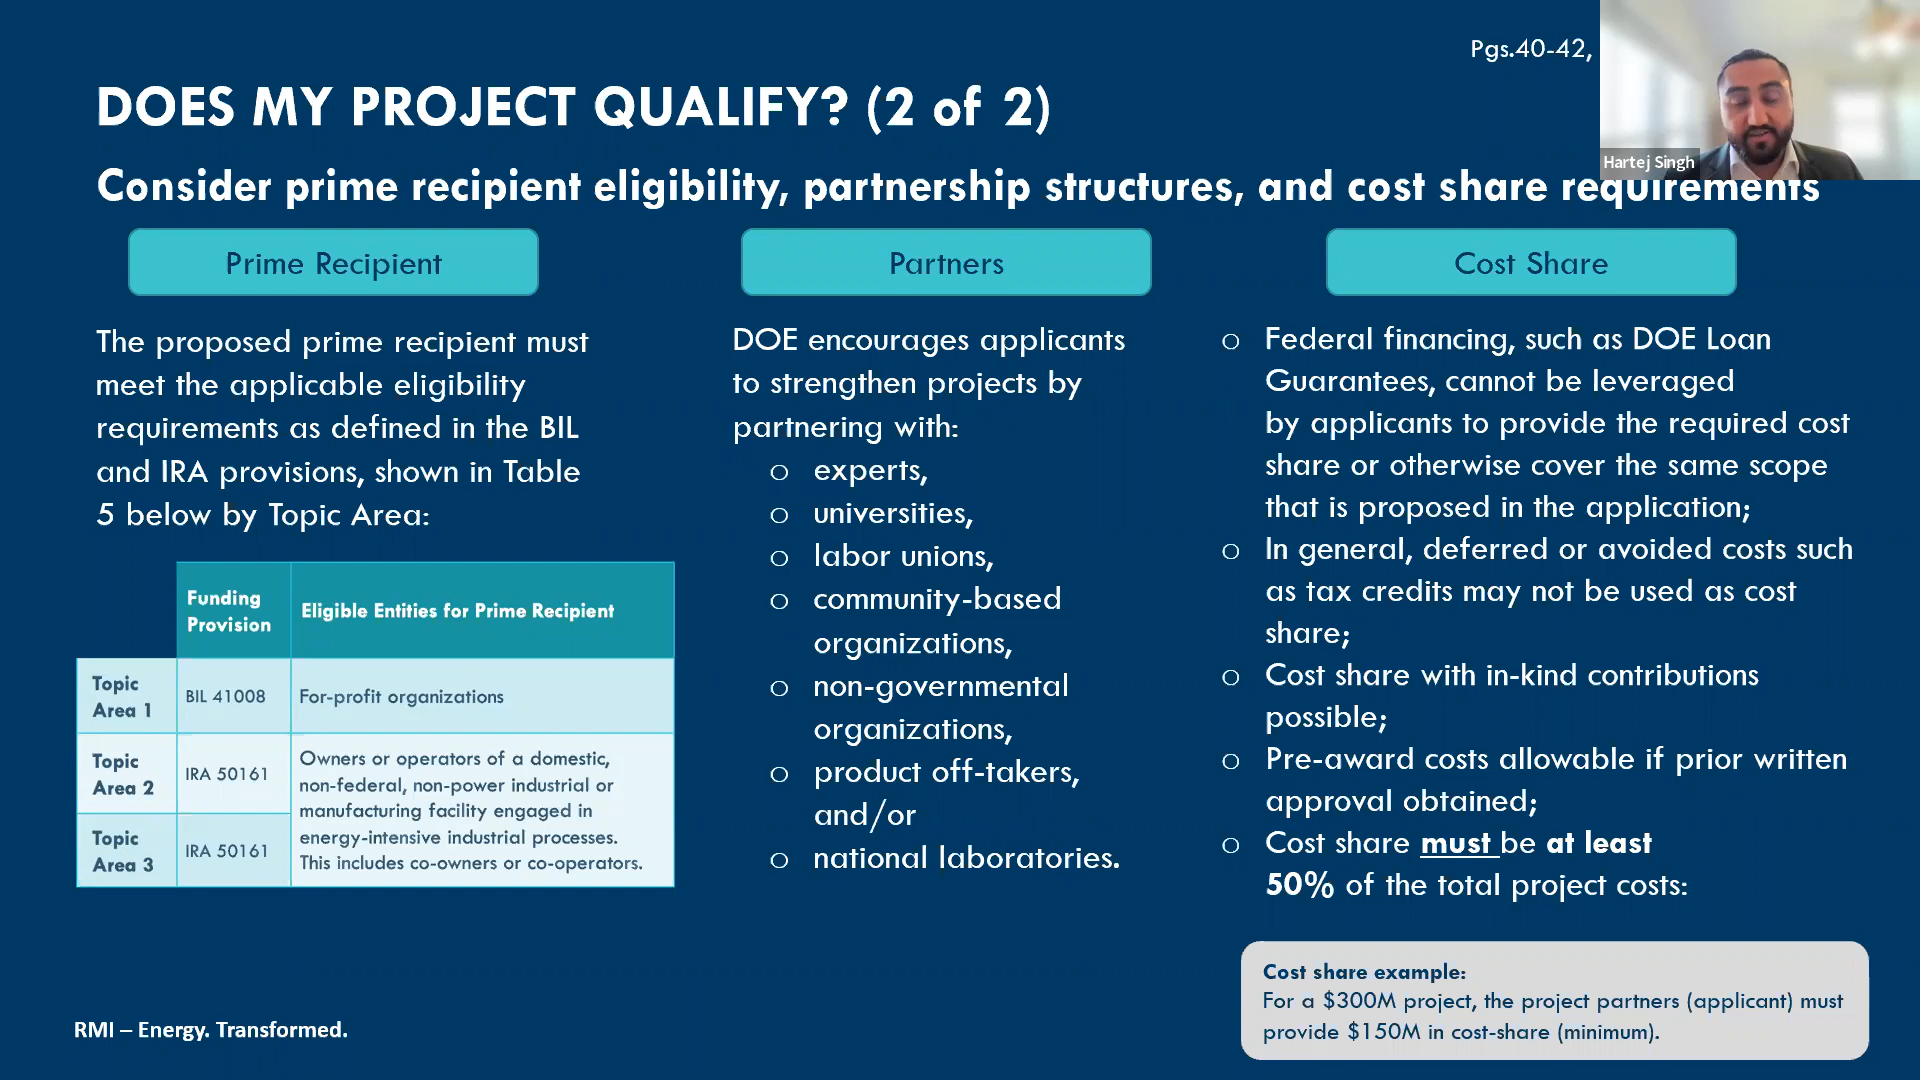 Pgs.40-42,
DOES MY PROJECT QUALIFY? (2 of 2)
Hartej Singh
Consider prime recipient eligibility, partnership structures, and cost share requirements
Prime Recipient
The proposed prime recipient must
meet the applicable eligibility
requirements as defined in the BIL
and IRA provisions, shown in Table
5 below by Topic Area:
Funding
Provision
Eligible Entities for Prime Recipient
Topic
Area 1
BIL 41008
For-profit organizations
Topic
Area 2
IRA 50161
Owners or operators of a domestic,
non-federal, non-power industrial or
manufacturing facility engaged in
energy-intensive industrial processes.
This includes co-owners or co-operators.
Topic
Area 3
IRA 50161
Partners
DOE encourages applicants
to strengthen projects by
partnering with:
o experts,
o universities,
o labor unions,
o community-based
organizations,
o non-governmental
organizations,
o product off-takers,
and/or
o national laboratories.
Cost Share
o Federal financing, such as DOE Loan
Guarantees, cannot be leveraged
by applicants to provide the required cost
share or otherwise cover the same scope
that is proposed in the application;
o In general, deferred or avoided costs such
as tax credits may not be used as cost
share;
o Cost share with in-kind contributions
possible;
o Pre-award costs allowable if prior written
approval obtained;
o Cost share must be at least
50% of the total project costs:
Cost share example:
For a $300M project, the project partners (applicant) must
provide $150M in cost-share (minimum).
RMI – Energy. Transformed.